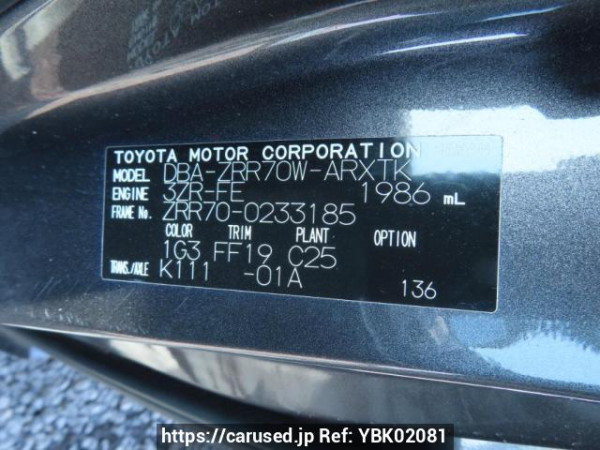 TOYOTA MOTOR CORPORATION
MODEL DBA-ZRR70W-ARXTK
ENGINE 3ZR-FE 1986 mL
FRAME No. ZRR70-0233185
COLOR TRIM PLANT OPTION
1G3 FF19 C25
TRANS./AXLE K111 -01A
136
https://carused.jp Ref: YBK02081